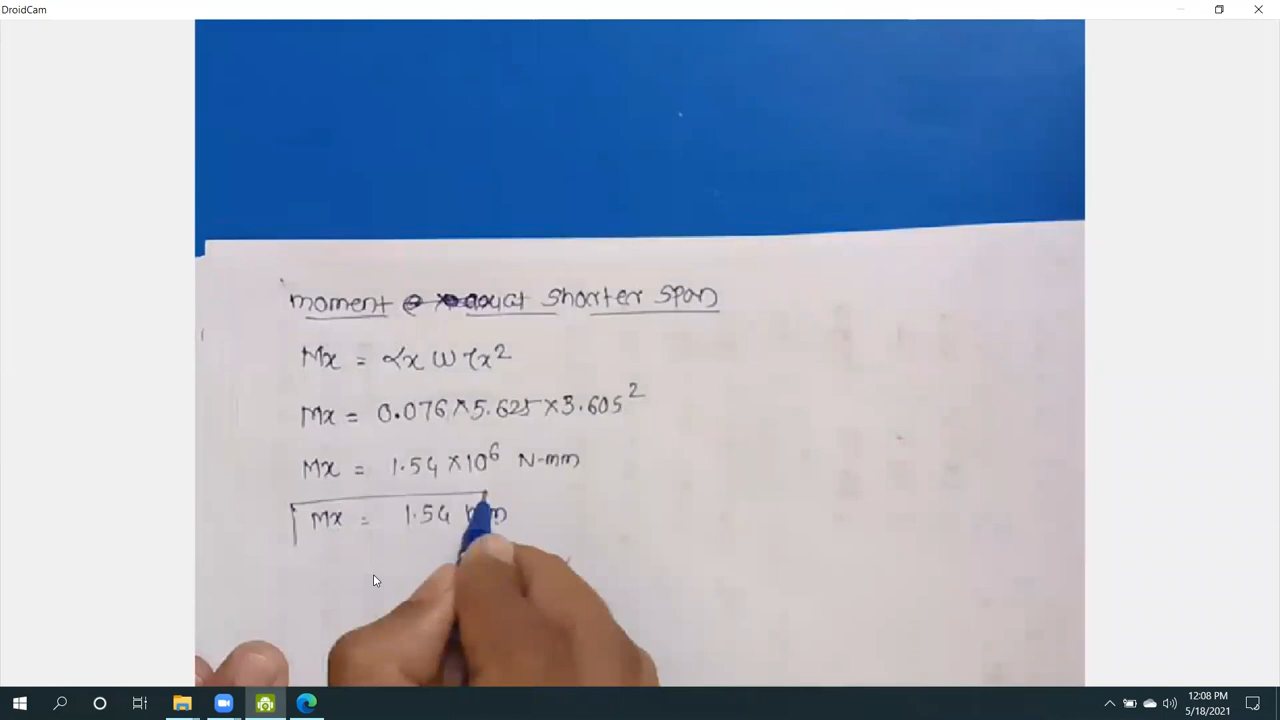 DroidCam
moment about shorter span
Mx = αx w lx²
Mx = 0.076×5.625×3.605²
Mx = 1.54×10⁶ N-mm
Mx = 1.54
12:08 PM
5/18/2021